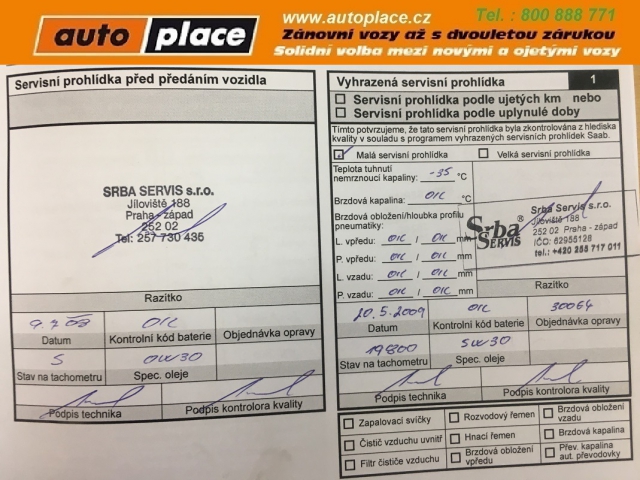 auto place
www.autoplace.cz
Tel. : 800 888 771
Zánovní vozy až s dvouletou zárukou
Solidní volba mezi novými a ojetými vozy
Servisní prohlídka před předáním vozidla
SRBA SERVIS s.r.o.
Jíloviště 188
Praha - západ
252 02
Tel: 257 730 435
Razítko
OK
Datum
Kontrolní kód baterie
Objednávka opravy
5
0W30
Stav na tachometru
Spec. oleje
Podpis technika
Podpis kontrolora kvality
Vyhrazená servisní prohlídka 1
Servisní prohlídka podle ujetých km nebo
Servisní prohlídka podle uplynulé doby
Tímto potvrzujeme, že tato servisní prohlídka byla zkontrolována z hlediska
kvality v souladu s programem vyhrazených servisních prohlídek Saab.
Malá servisní prohlídka
Velká servisní prohlídka
Teplota tuhnutí
nemrznoucí kapaliny: -35 °C
Brzdová kapalina: OK °C
Brzdové obložení/hloubka profilu
pneumatiky:
L. vpředu: OK / OK mm
P. vpředu: OK / OK mm
L. vzadu: OK / OK mm
P. vzadu: OK / OK mm
Srba ®
SERVIS
Srba Servis s.r.o.
Jíloviště 188
252 02 Praha - západ
IČO: 62955128
tel.: +420 255 717 011
Razítko
20.5.2009
OK
30064
Datum
Kontrolní kód baterie
Objednávka opravy
19800
5W30
Stav na tachometru
Spec. oleje
Podpis technika
Podpis kontrolora kvality
Zapalovací svíčky
Rozvodový řemen
Brzdová obložení
vzadu
Čistič vzduchu uvnitř
Hnací řemen
Brzdová kapalina
Filtr čističe vzduchu
Brzdová obložení
vpředu
Přev. kapalina
aut. převodovky